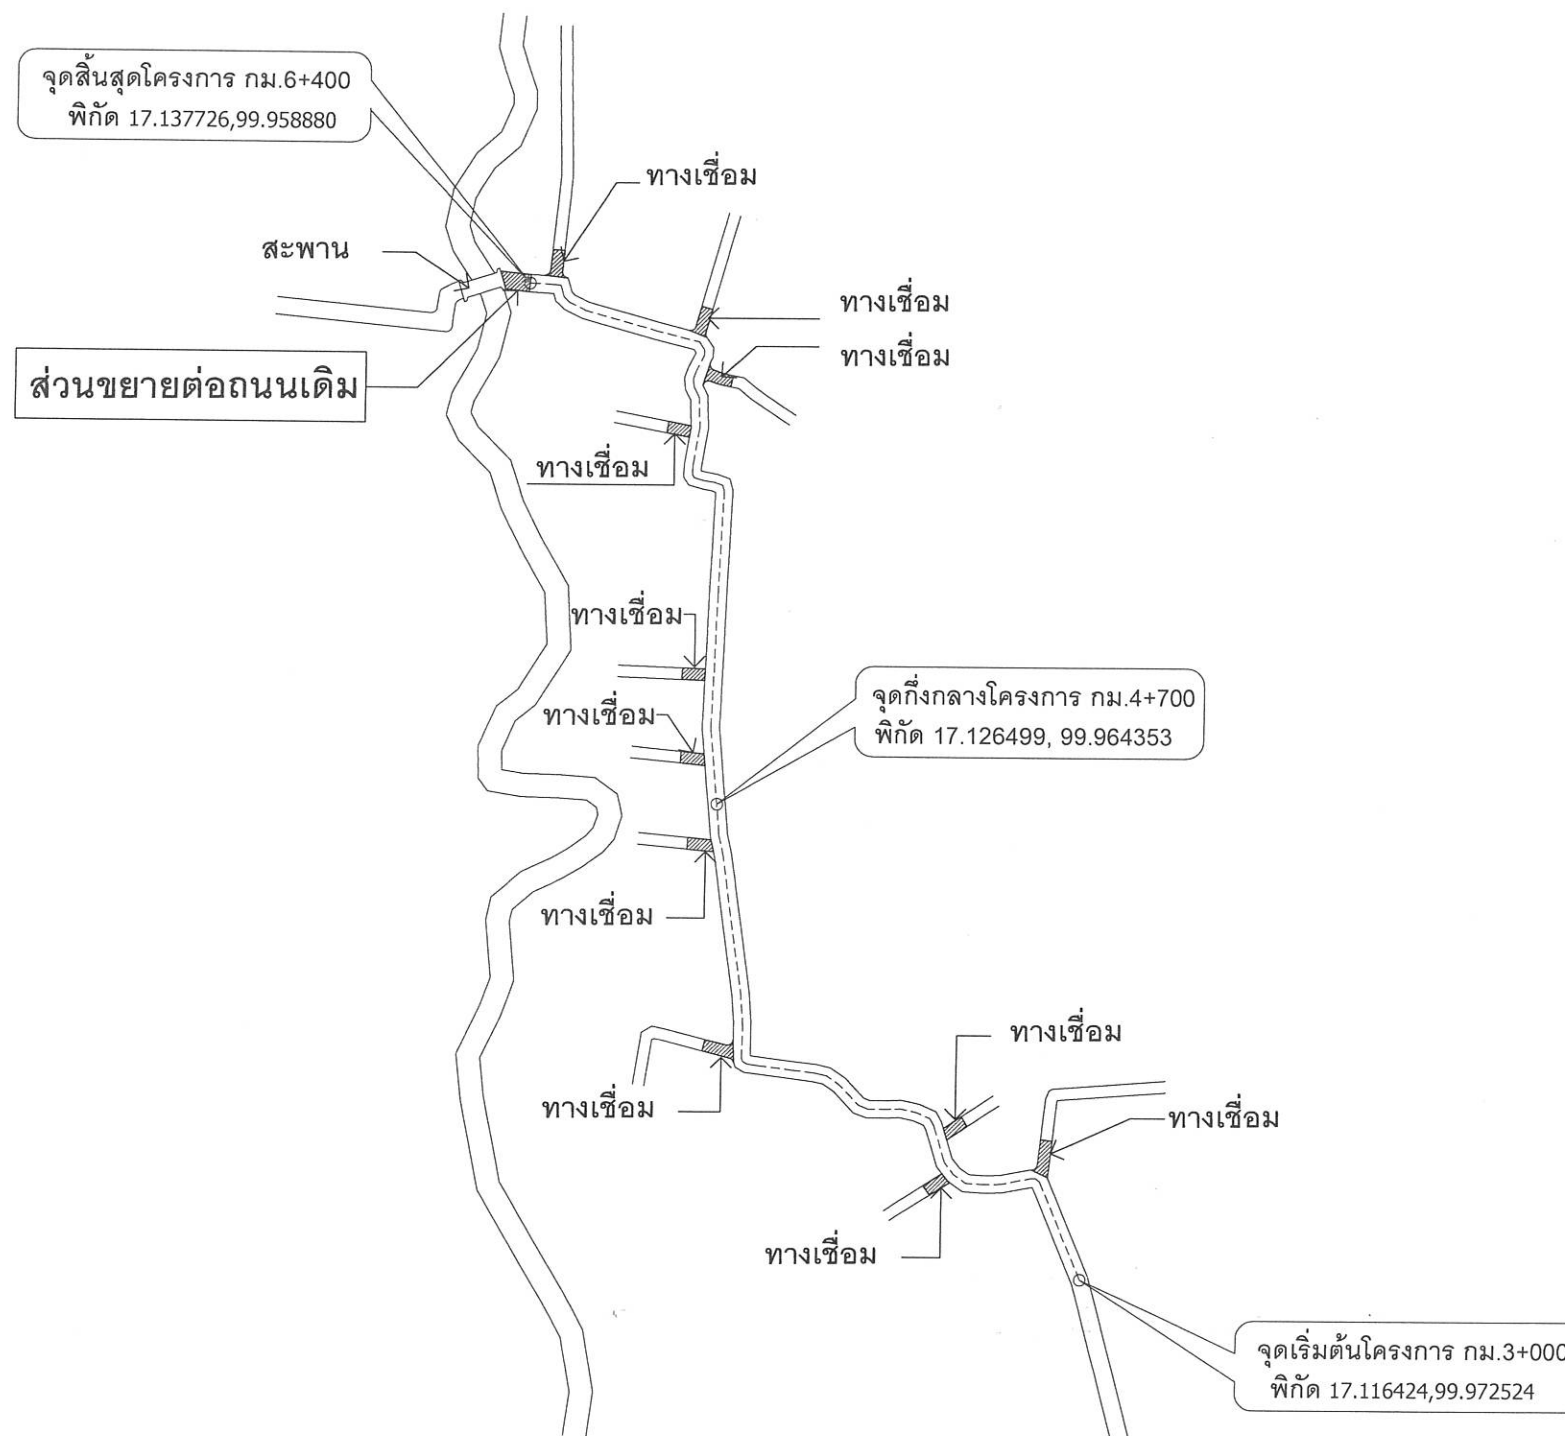 จุดสิ้นสุดโครงการ กม.6+400
พิกัด 17.137726,99.958880
ทางเชื่อม
สะพาน
ทางเชื่อม
ทางเชื่อม
ส่วนขยายต่อถนนเดิม
ทางเชื่อม
ทางเชื่อม
จุดกึ่งกลางโครงการ กม.4+700
พิกัด 17.126499, 99.964353
ทางเชื่อม
ทางเชื่อม
ทางเชื่อม
ทางเชื่อม
ทางเชื่อม
ทางเชื่อม
จุดเริ่มต้นโครงการ กม.3+000
พิกัด 17.116424,99.972524